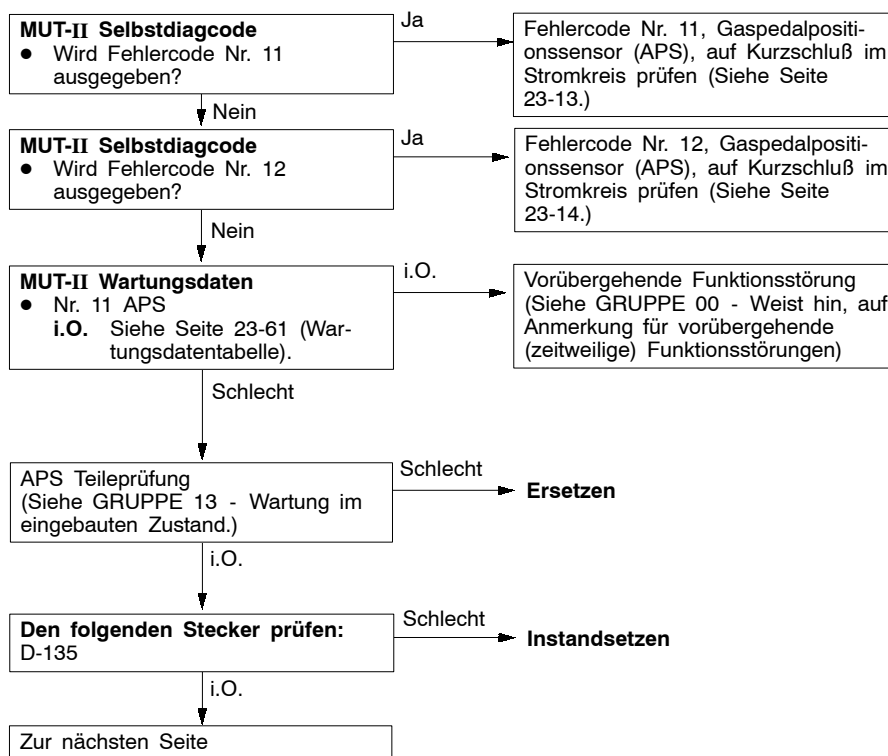 MUT-II Selbstdiagcode
● Wird Fehlercode Nr. 11
ausgegeben?
Ja
Fehlercode Nr. 11, Gaspedalpositi-
onssensor (APS), auf Kurzschluß im
Stromkreis prüfen (Siehe Seite
23-13.)
Nein
MUT-II Selbstdiagcode
● Wird Fehlercode Nr. 12
ausgegeben?
Ja
Fehlercode Nr. 12, Gaspedalpositi-
onssensor (APS), auf Kurzschluß im
Stromkreis prüfen (Siehe Seite
23-14.)
Nein
MUT-II Wartungsdaten
● Nr. 11 APS
i.O. Siehe Seite 23-61 (War-
tungsdatentabelle).
i.O.
Vorübergehende Funktionsstörung
(Siehe GRUPPE 00 - Weist hin, auf
Anmerkung für vorübergehende
(zeitweilige) Funktionsstörungen)
Schlecht
APS Teileprüfung
(Siehe GRUPPE 13 - Wartung im
eingebauten Zustand.)
Schlecht
Ersetzen
i.O.
Den folgenden Stecker prüfen:
D-135
Schlecht
Instandsetzen
i.O.
Zur nächsten Seite